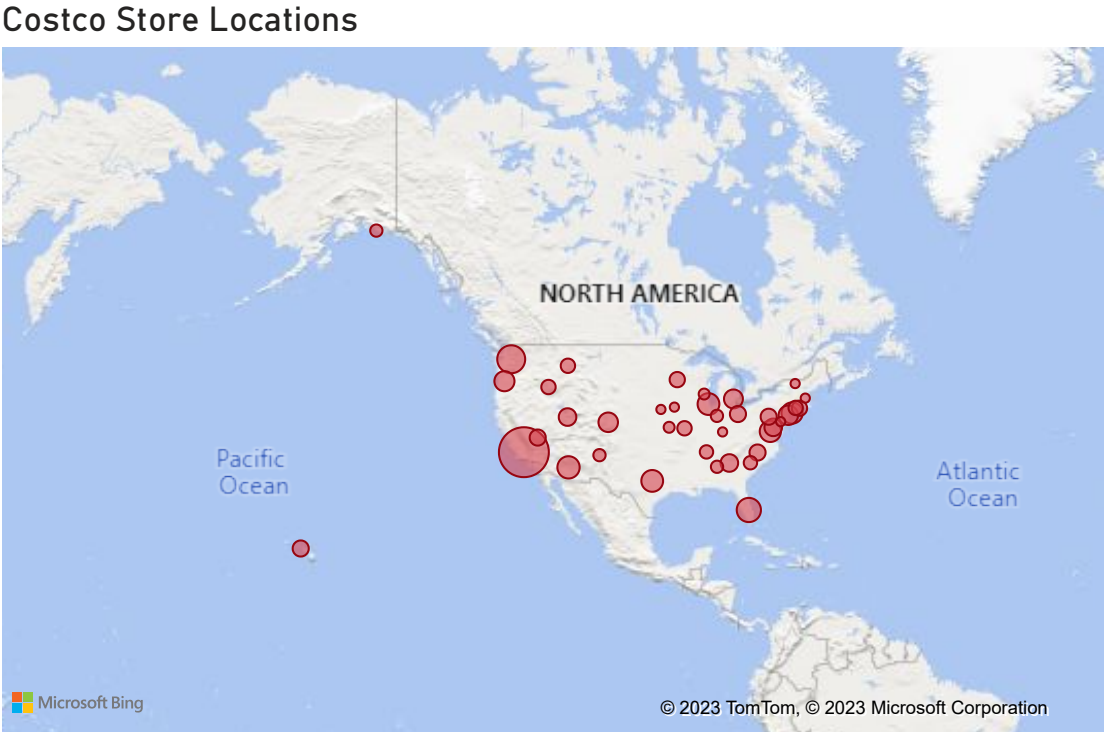 Costco Store Locations
NORTH AMERICA
Pacific
Ocean
Atlantic
Ocean
Microsoft Bing
© 2023 TomTom, © 2023 Microsoft Corporation